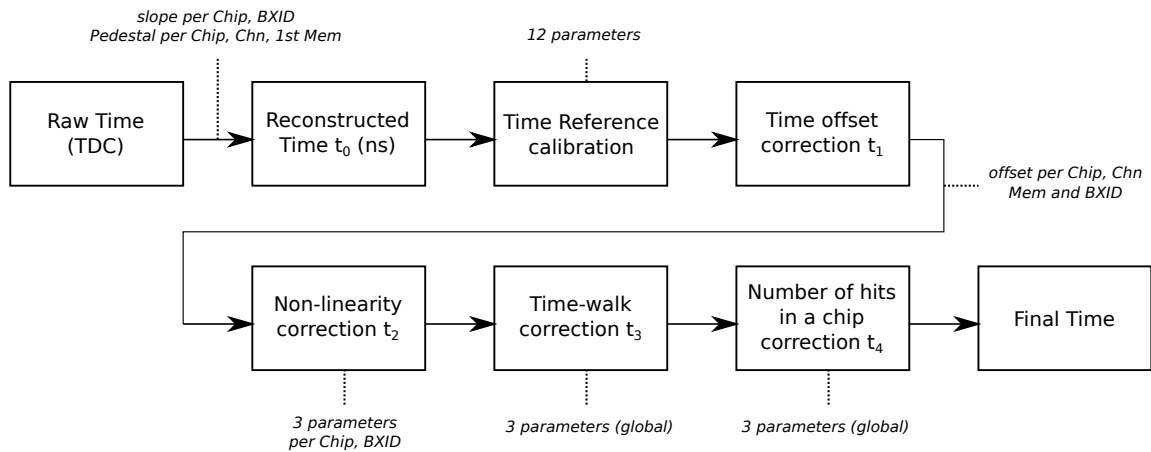 slope per Chip, BXID
Pedestal per Chip, Chn, 1st Mem
12 parameters
Raw Time
(TDC)
Reconstructed
Time t₀ (ns)
Time Reference
calibration
Time offset
correction t₁
offset per Chip, Chn
Mem and BXID
Non-linearity
correction t₂
Time-walk
correction t₃
Number of hits
in a chip
correction t₄
Final Time
3 parameters
per Chip, BXID
3 parameters (global)
3 parameters (global)